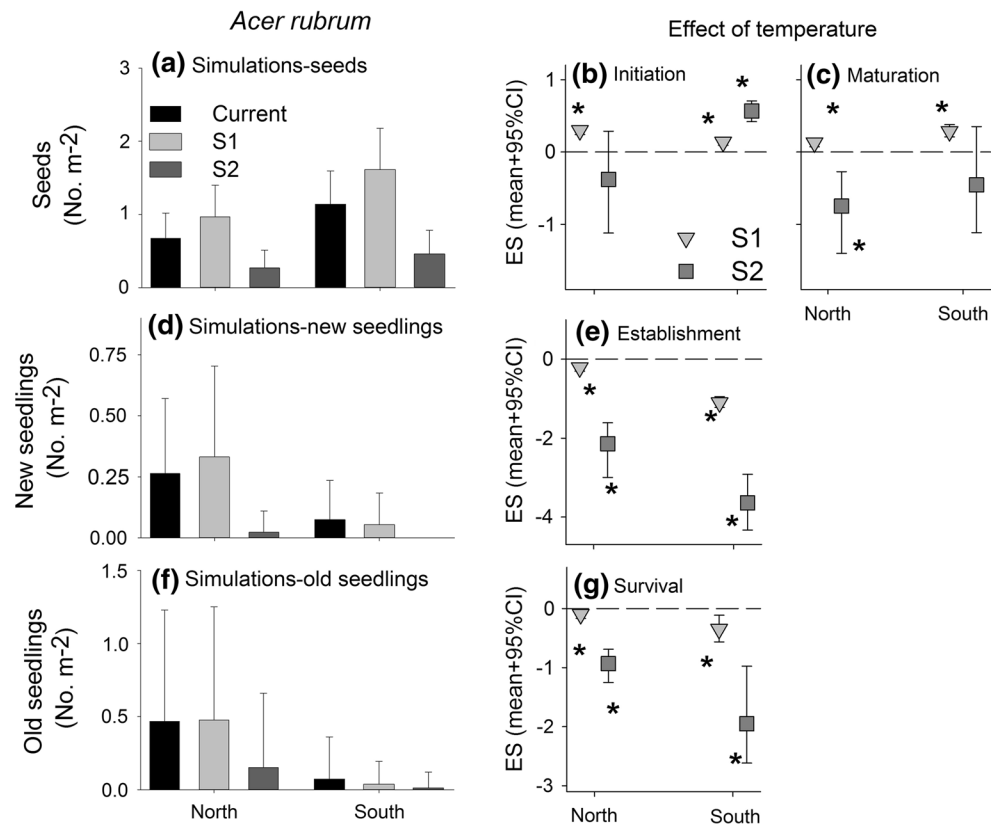 Acer rubrum
Effect of temperature
(a) Simulations-seeds
Current
S1
S2
Seeds
(No. m-2)
3
2
1
0
(b) Initiation
ES (mean+95%CI)
1
0
-1
*
*
*
S1
S2
(c) Maturation
*
*
*
North
South
(d) Simulations-new seedlings
New seedlings
(No. m-2)
0.75
0.50
0.25
0.00
(e) Establishment
ES (mean+95%CI)
0
-2
-4
*
*
*
*
(f) Simulations-old seedlings
Old seedlings
(No. m-2)
1.5
1.0
0.5
0.0
North
South
(g) Survival
ES (mean+95%CI)
0
-1
-2
-3
*
*
*
*
North
South